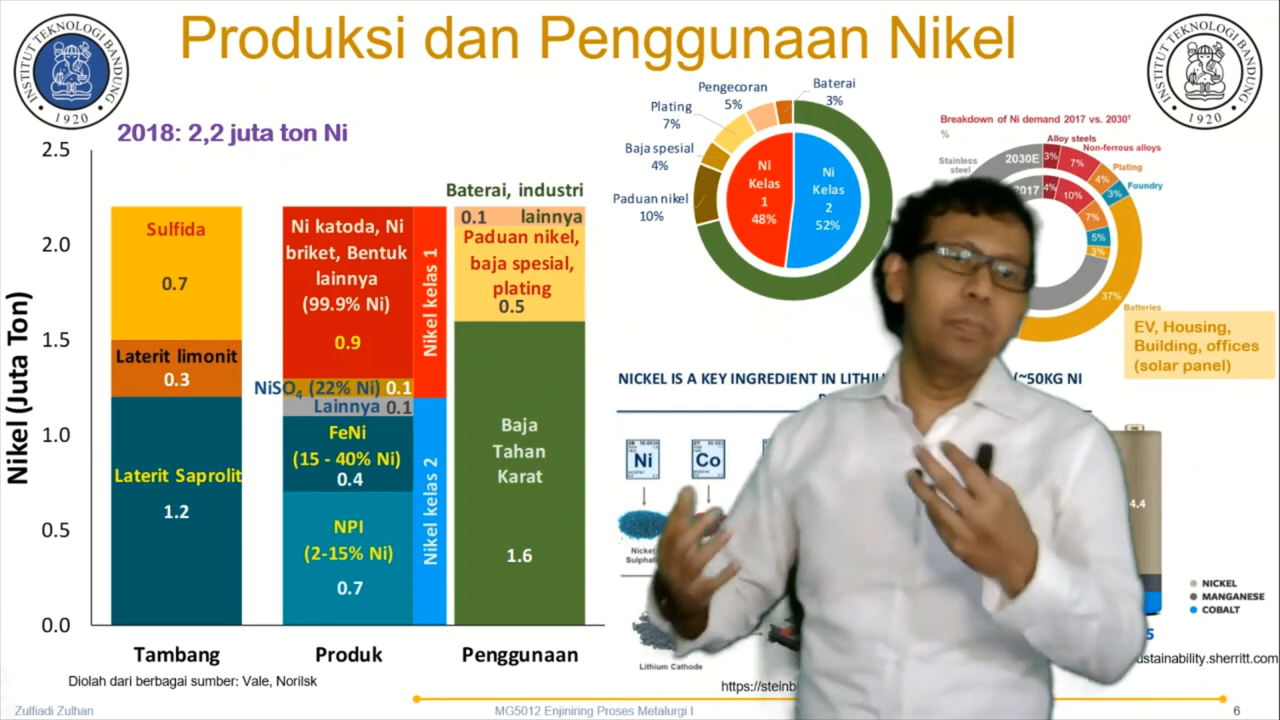 Produksi dan Penggunaan Nikel
INSTITUT TEKNOLOGI BANDUNG
1920
INSTITUT TEKNOLOGI BANDUNG
1920
2018: 2,2 juta ton Ni
Nikel (Juta Ton)
2.5
2.0
1.5
1.0
0.5
0.0
Sulfida
0.7
Laterit limonit
0.3
Laterit Saprolit
1.2
Tambang
Ni katoda, Ni
briket, Bentuk
lainnya
(99.9% Ni)
0.9
NiSO4 (22% Ni) 0.1
Lainnya 0.1
FeNi
(15 - 40% Ni)
0.4
NPI
(2-15% Ni)
0.7
Nikel kelas 1
Nikel kelas 2
Produk
Baterai, industri
0.1 lainnya
Paduan nikel,
baja spesial,
plating
0.5
Baja
Tahan
Karat
1.6
Penggunaan
Diolah dari berbagai sumber: Vale, Norilsk
Pengecoran
5%
Baterai
3%
Plating
7%
Baja spesial
4%
Paduan nikel
10%
Ni
Kelas
1
48%
Ni
Kelas
2
52%
Breakdown of Ni demand 2017 vs. 2030¹
%
Stainless
steel
Alloy steels
Non-ferrous alloys
Plating
Foundry
Batteries
2030E
3%
7%
4%
3%
37%
2017
4%
10%
7%
5%
3%
EV, Housing,
Building, offices
(solar panel)
NICKEL IS A KEY INGREDIENT IN
(~50KG NI
Ni
Co
Nickel
Lithium Cathode
4.4
NICKEL
MANGANESE
COBALT
5
ustainability.sherritt.com
https://steinb
Zulfiadi Zulhan
MG5012 Enjiniring Proses Metalurgi I
6